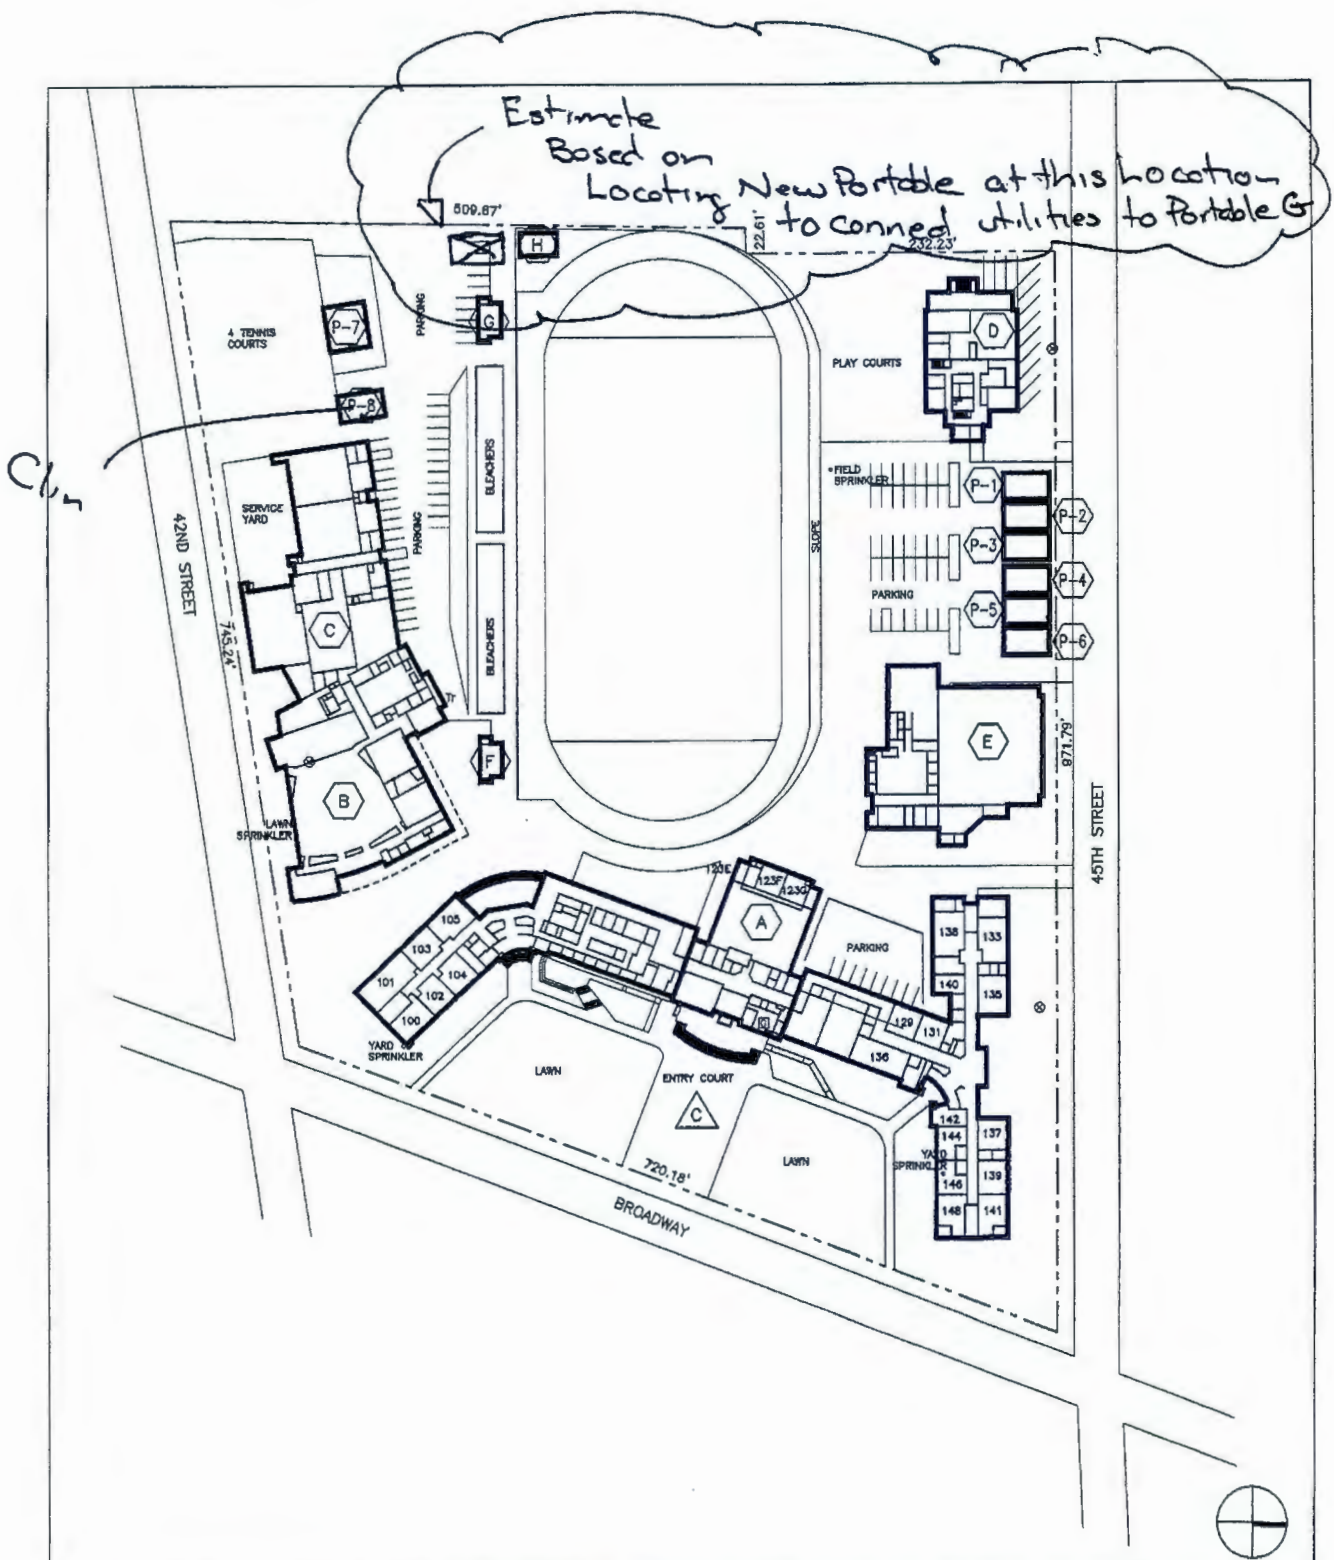 Estimate
Based on
Locating New Portable at this Location
to connect utilities to Portable G
509.87'
22.61'
232.23'
H
G
P-7
4 TENNIS
COURTS
PARKING
D
PLAY COURTS
P-8
BLEACHERS
FIELD
SPRINKLER
P-1
P-2
P-3
P-4
P-5
P-6
SERVICE
YARD
PARKING
42ND STREET
745.24'
SLOPE
PARKING
C
BLEACHERS
E
871.79'
45TH STREET
F
B
LAWN
SPRINKLER
123E
123F
123G
A
PARKING
105
103
101
104
102
100
138
133
140
135
129
131
136
YARD
SPRINKLER
LAWN
ENTRY COURT
C
LAWN
142
144
137
YARD
SPRINKLER
146
139
148
141
720.18'
BROADWAY